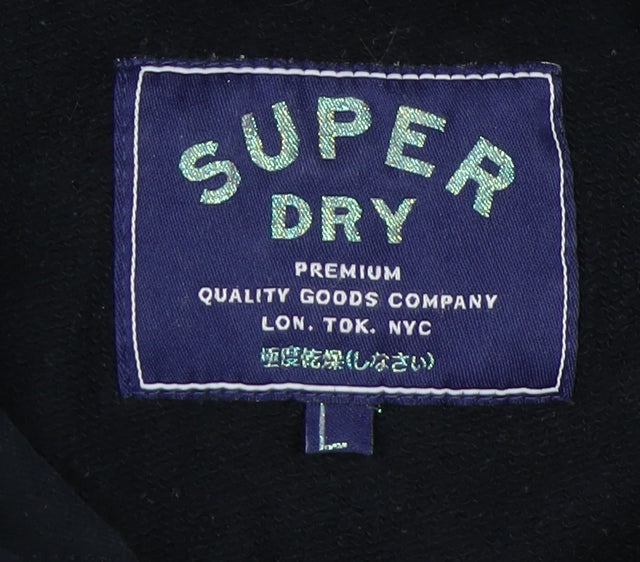 SUPER
DRY
PREMIUM
QUALITY GOODS COMPANY
LON. TOK. NYC
極度乾燥(しなさい)
L